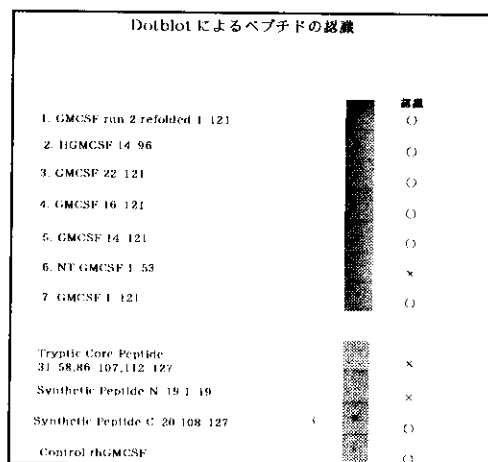 Dotblot によるペプチドの認識
認識
1. GMCSF run 2 refolded 1 121 ○
2. HGMCSF 14 96 ○
3. GMCSF 22 121 ○
4. GMCSF 16 121 ○
5. GMCSF 14 121 ○
6. NT GMCSF 1 53 ×
7. GMCSF 1 121 ○
Tryptic Core Peptide
31 58,86 107,112 127 ×
Synthetic Peptide N 19 1 19 ×
Synthetic Peptide C 20 108 127 ○
Control rhGMCSF ○